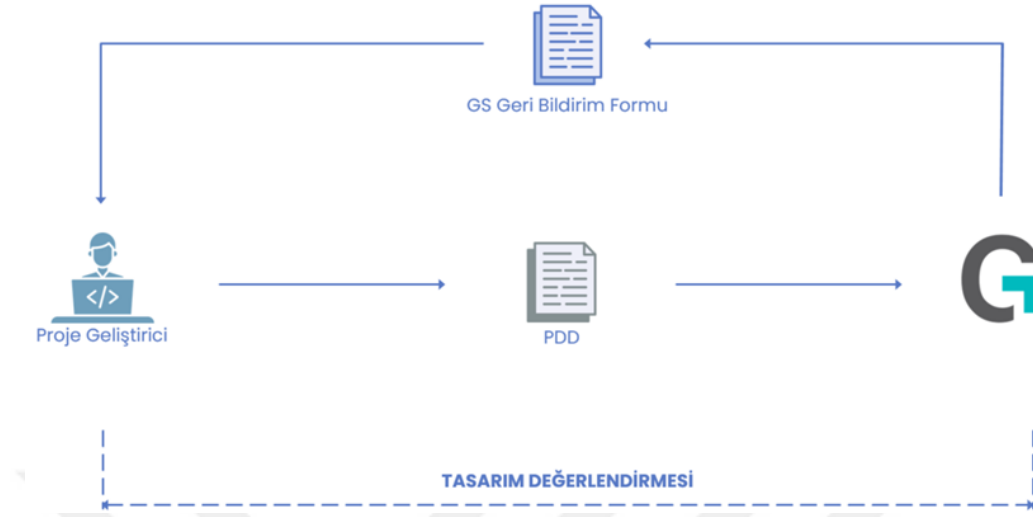 GS Geri Bildirim Formu
</>
Proje Geliştirici
PDD
TASARIM DEĞERLENDİRMESİ